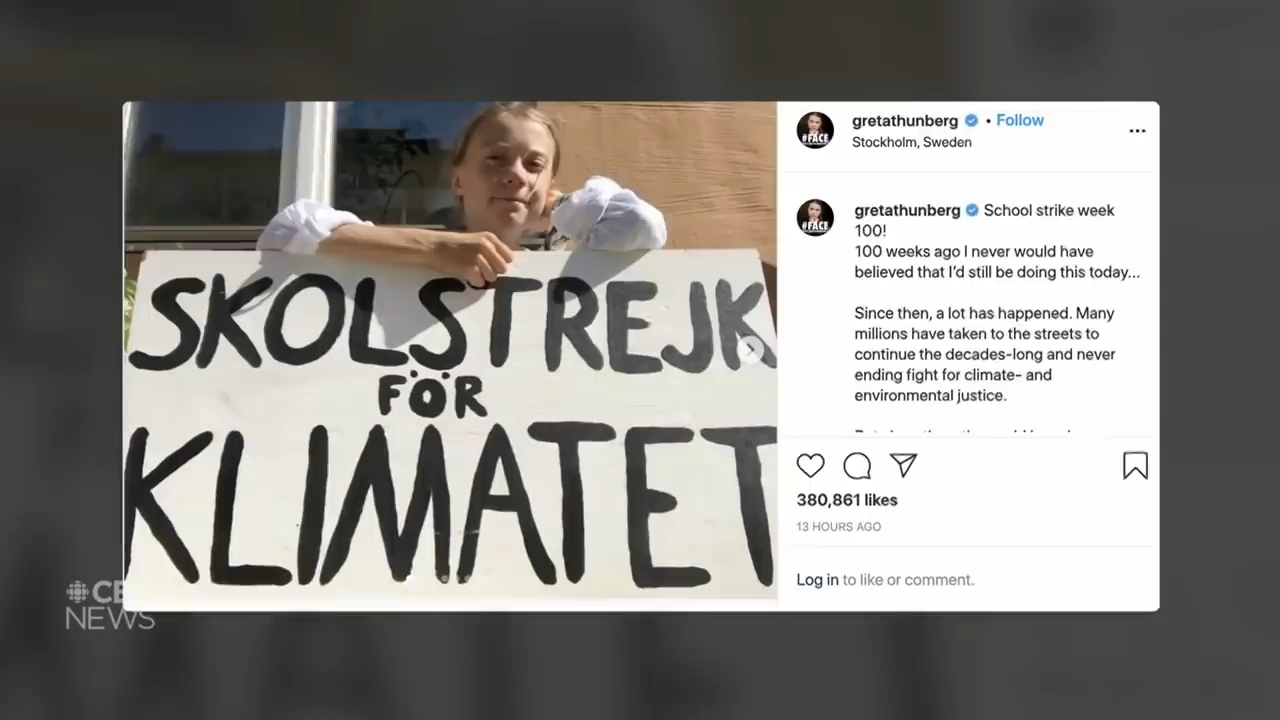 SKOLSTREJK
FÖR
KLIMATET
gretathunberg • Follow
Stockholm, Sweden
#FACE
gretathunberg School strike week
100!
100 weeks ago I never would have
believed that I'd still be doing this today...
#FACE
Since then, a lot has happened. Many
millions have taken to the streets to
continue the decades-long and never
ending fight for climate- and
environmental justice.
380,861 likes
13 HOURS AGO
Log in to like or comment.
NEWS